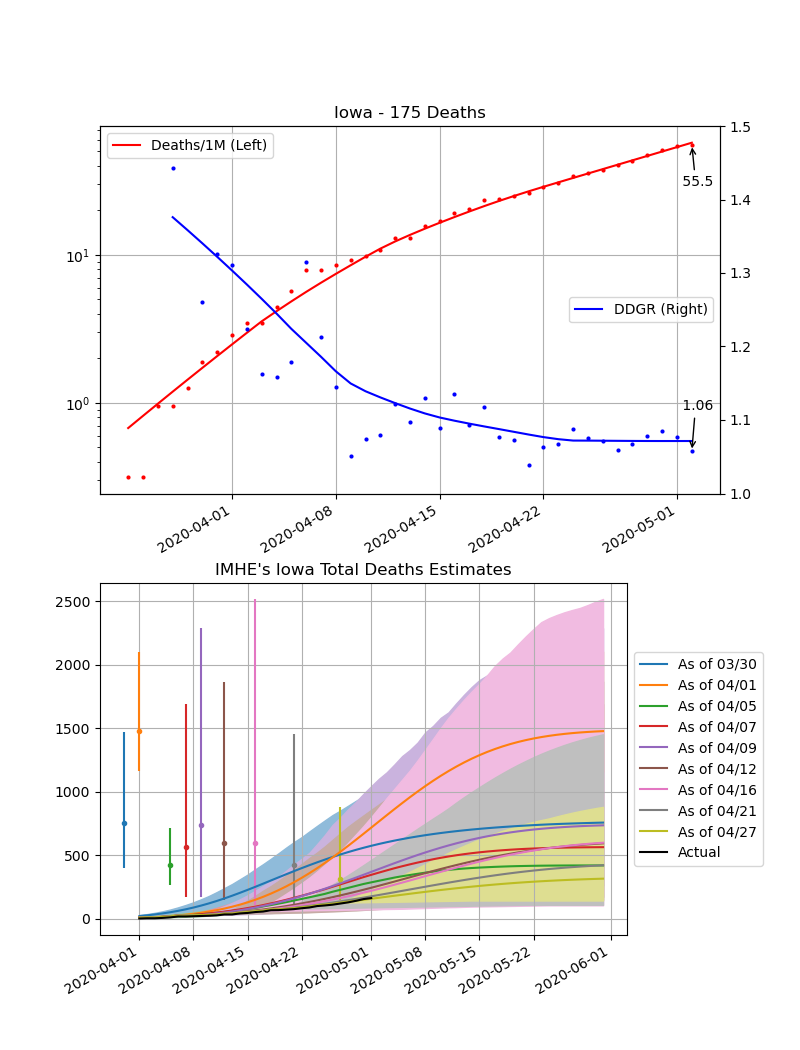 Iowa - 175 Deaths
Deaths/1M (Left)
DDGR (Right)
55.5
1.06
10^1
10^0
1.5
1.4
1.3
1.2
1.1
1.0
2020-04-01
2020-04-08
2020-04-15
2020-04-22
2020-05-01
IMHE's Iowa Total Deaths Estimates
2500
2000
1500
1000
500
0
2020-04-01
2020-04-08
2020-04-15
2020-04-22
2020-05-01
2020-05-08
2020-05-15
2020-05-22
2020-06-01
As of 03/30
As of 04/01
As of 04/05
As of 04/07
As of 04/09
As of 04/12
As of 04/16
As of 04/21
As of 04/27
Actual